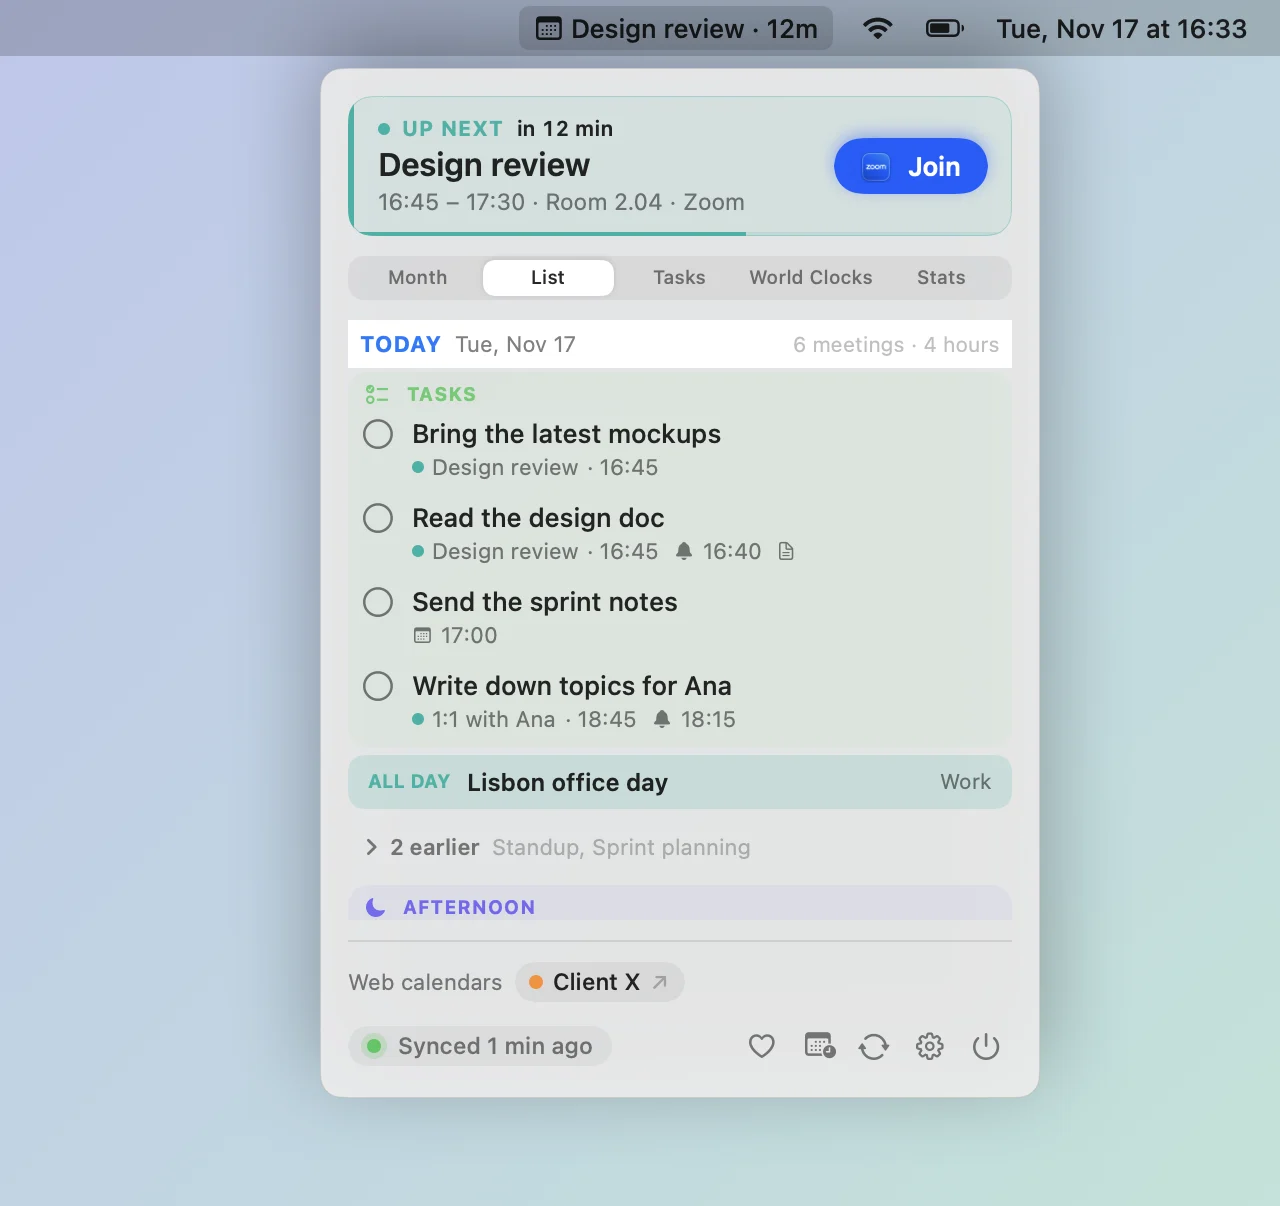 Design review · 12m
Tue, Nov 17 at 16:33
UP NEXT in 12 min
Design review
16:45 – 17:30 · Room 2.04 · Zoom
zoom Join
Month List Tasks World Clocks Stats
TODAY Tue, Nov 17 6 meetings · 4 hours
TASKS
Bring the latest mockups
Design review · 16:45
Read the design doc
Design review · 16:45 16:40
Send the sprint notes
17:00
Write down topics for Ana
1:1 with Ana · 18:45 18:15
ALL DAY Lisbon office day Work
2 earlier Standup, Sprint planning
AFTERNOON
Web calendars Client X
Synced 1 min ago